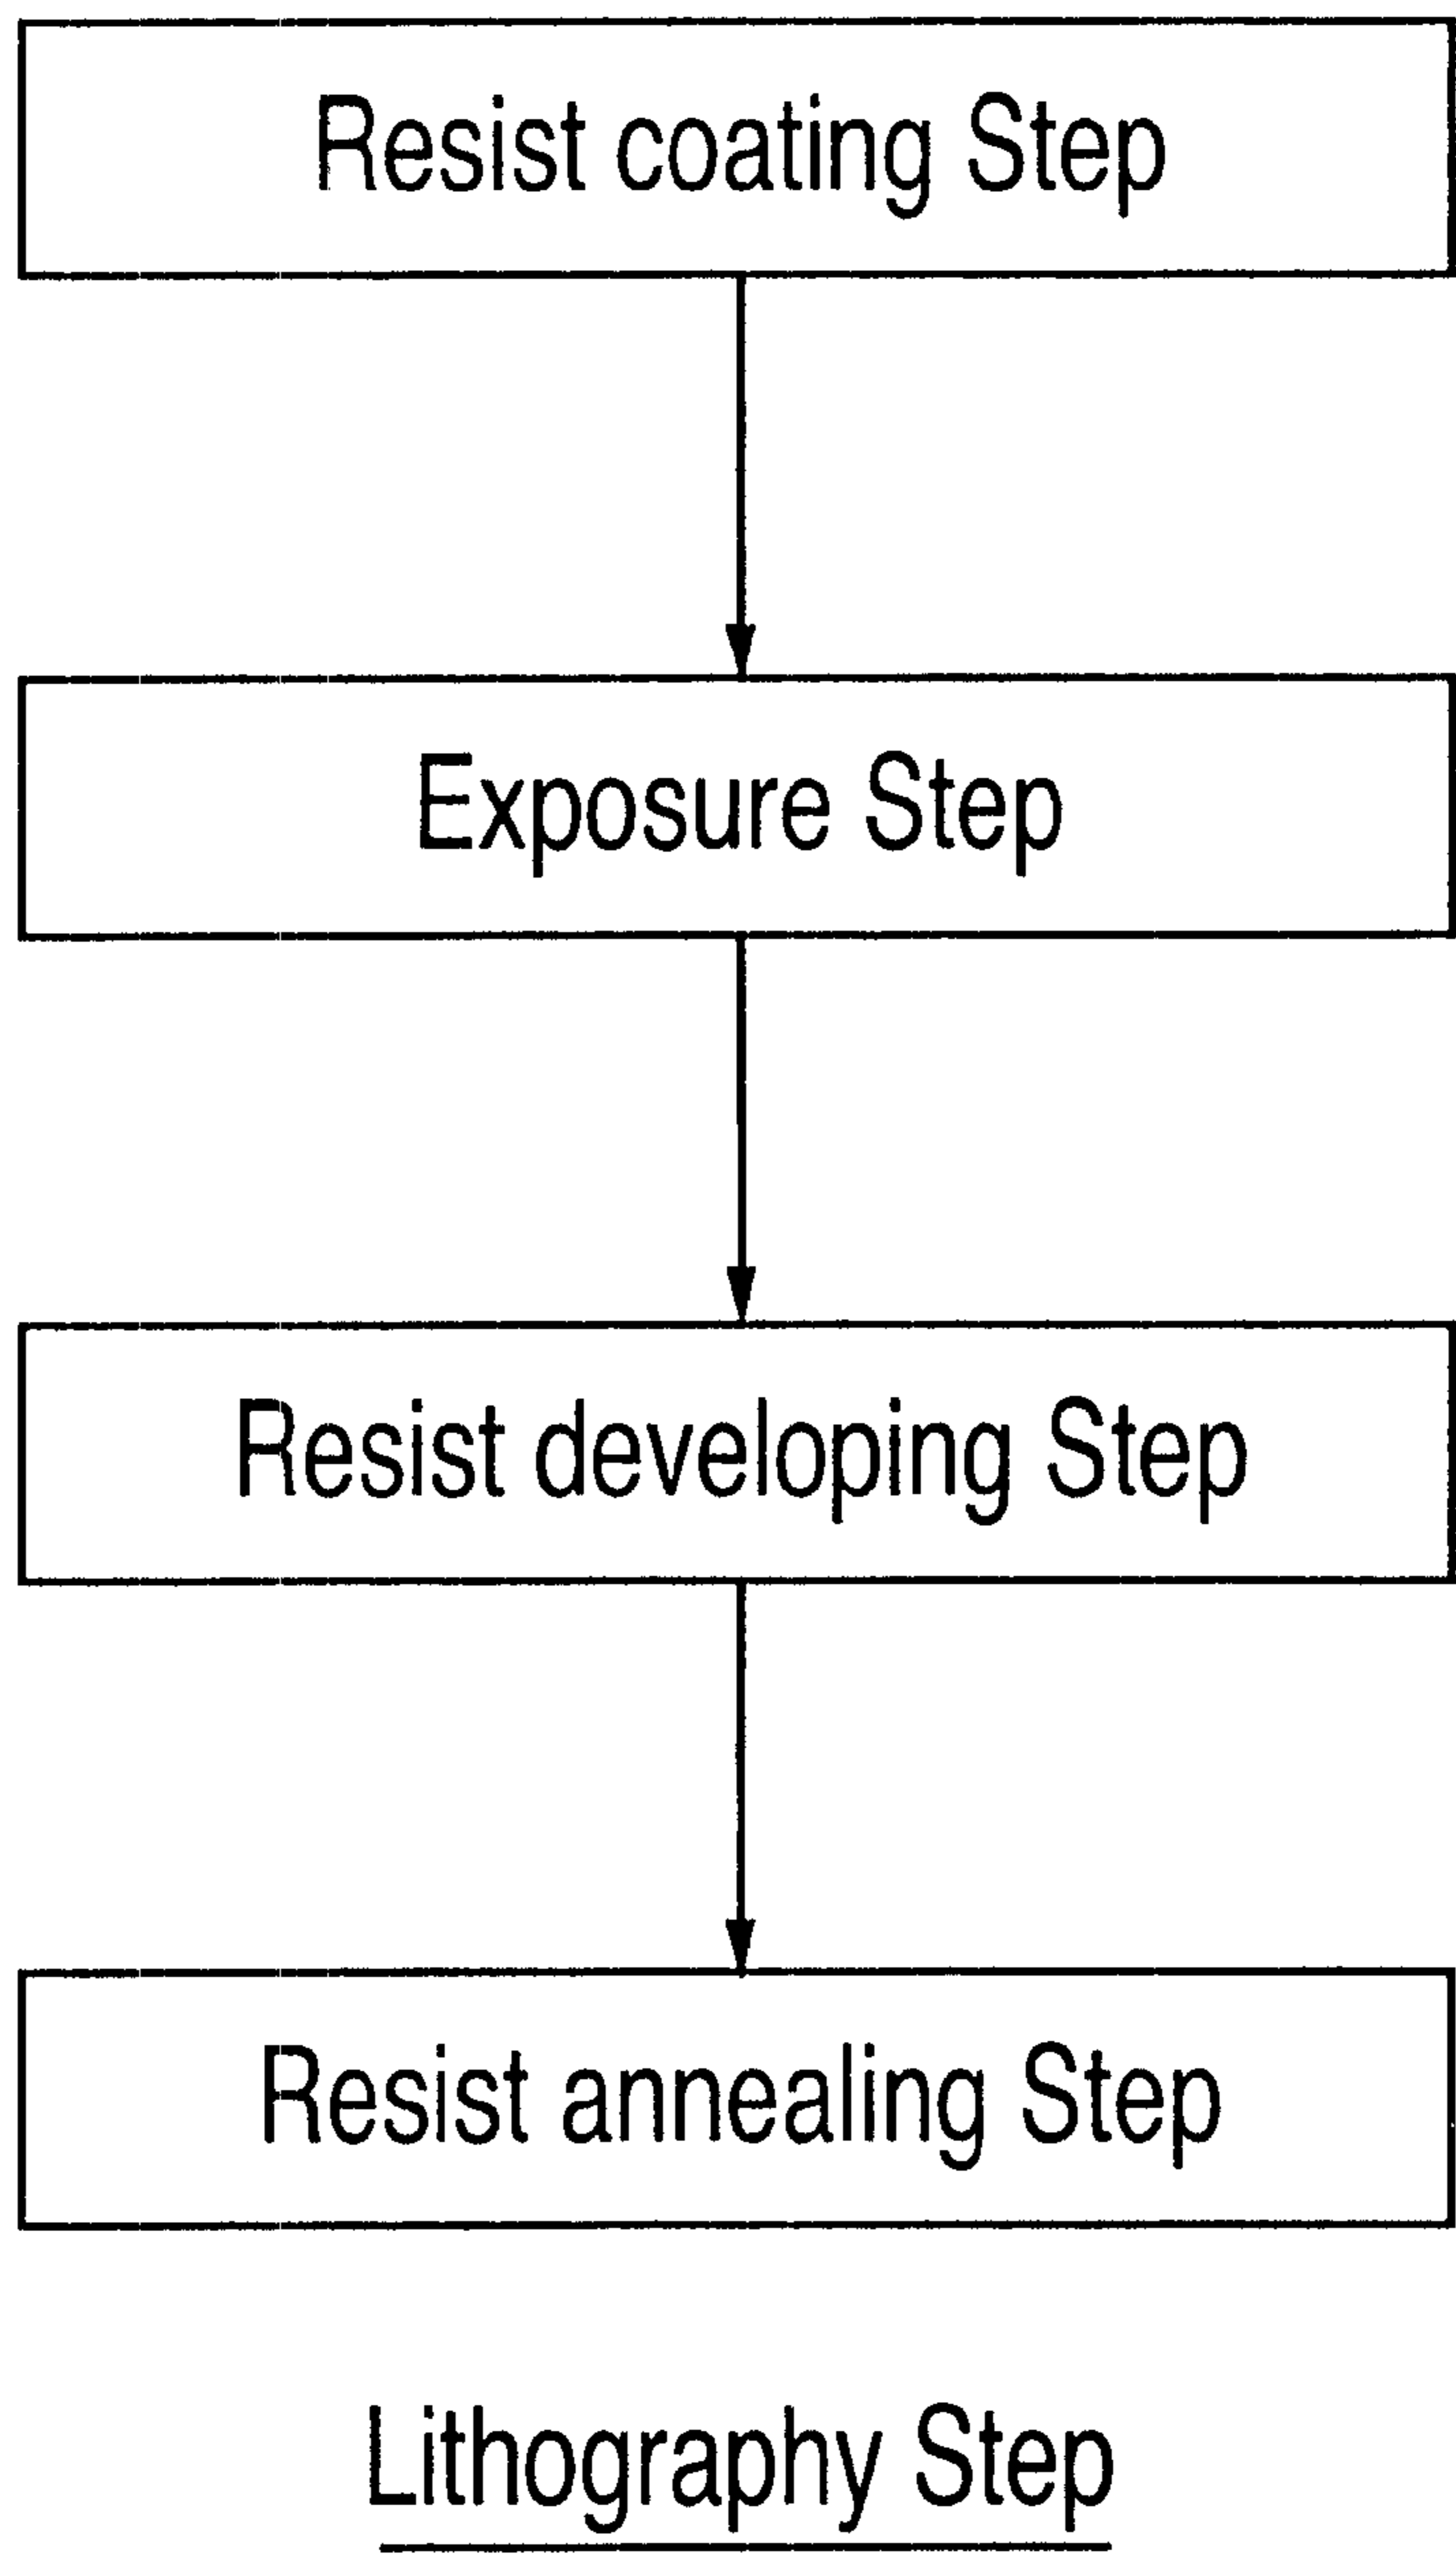 Resist coating Step
Exposure Step
Resist developing Step
Resist annealing Step
Lithography Step